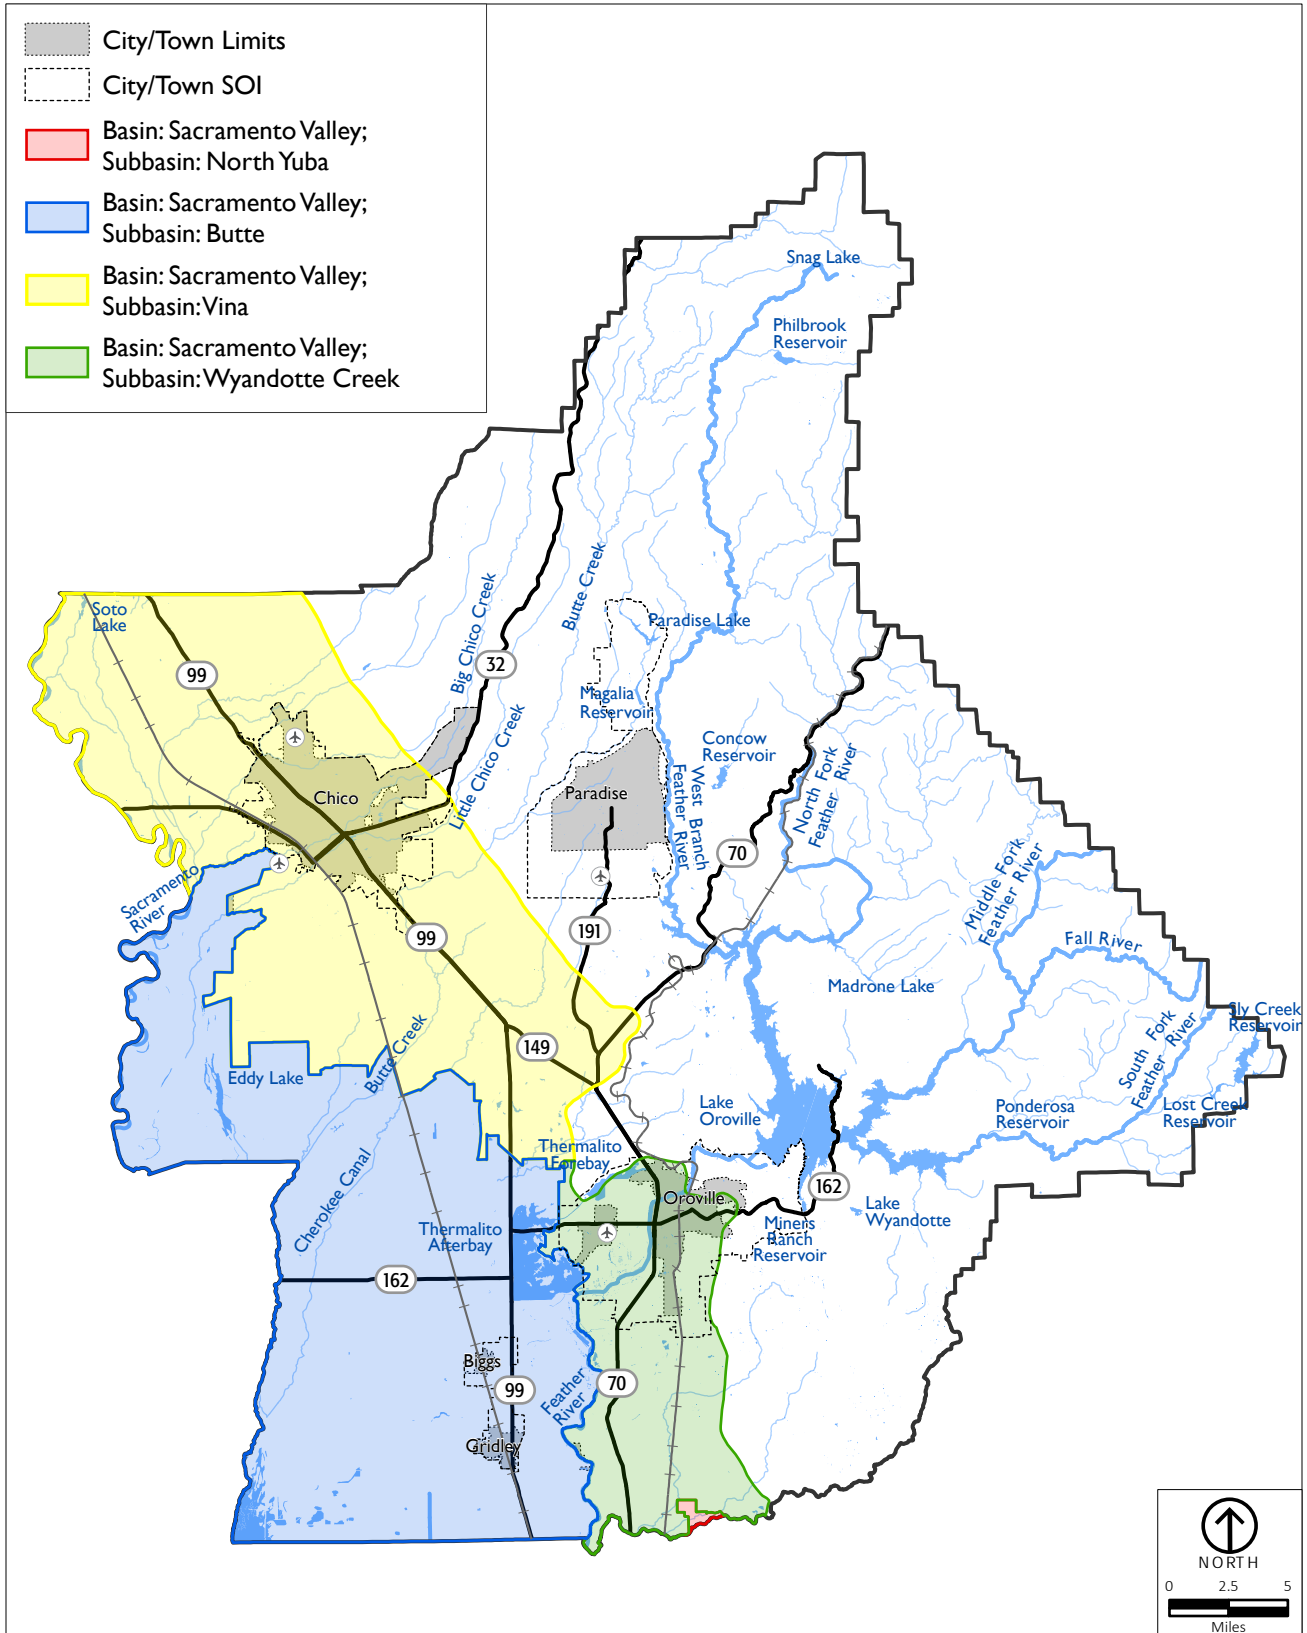 City/Town Limits
City/Town SOI
Basin: Sacramento Valley;
Subbasin: North Yuba
Basin: Sacramento Valley;
Subbasin: Butte
Basin: Sacramento Valley;
Subbasin: Vina
Basin: Sacramento Valley;
Subbasin: Wyandotte Creek
Snag Lake
Philbrook
Reservoir
Soto
Lake
99
Big Chico Creek
32
Butte Creek
Paradise Lake
Magalia
Reservoir
Little Chico Creek
Concow
Reservoir
West Branch
Feather River
North Fork
Feather River
Chico
Paradise
70
Sacramento
River
Middle Fork
Feather River
Fall River
99
191
Madrone Lake
Sly Creek
Reservoir
South Fork
Feather River
149
Butte Creek
Eddy Lake
Lake
Oroville
Ponderosa
Reservoir
Lost Creek
Reservoir
Thermalito
Forebay
Cherokee Canal
Oroville
162
Lake
Wyandotte
Thermalito
Afterbay
Miners
Ranch
Reservoir
162
Biggs
99
Feather
River
70
Gridley
NORTH
0 2.5 5
Miles